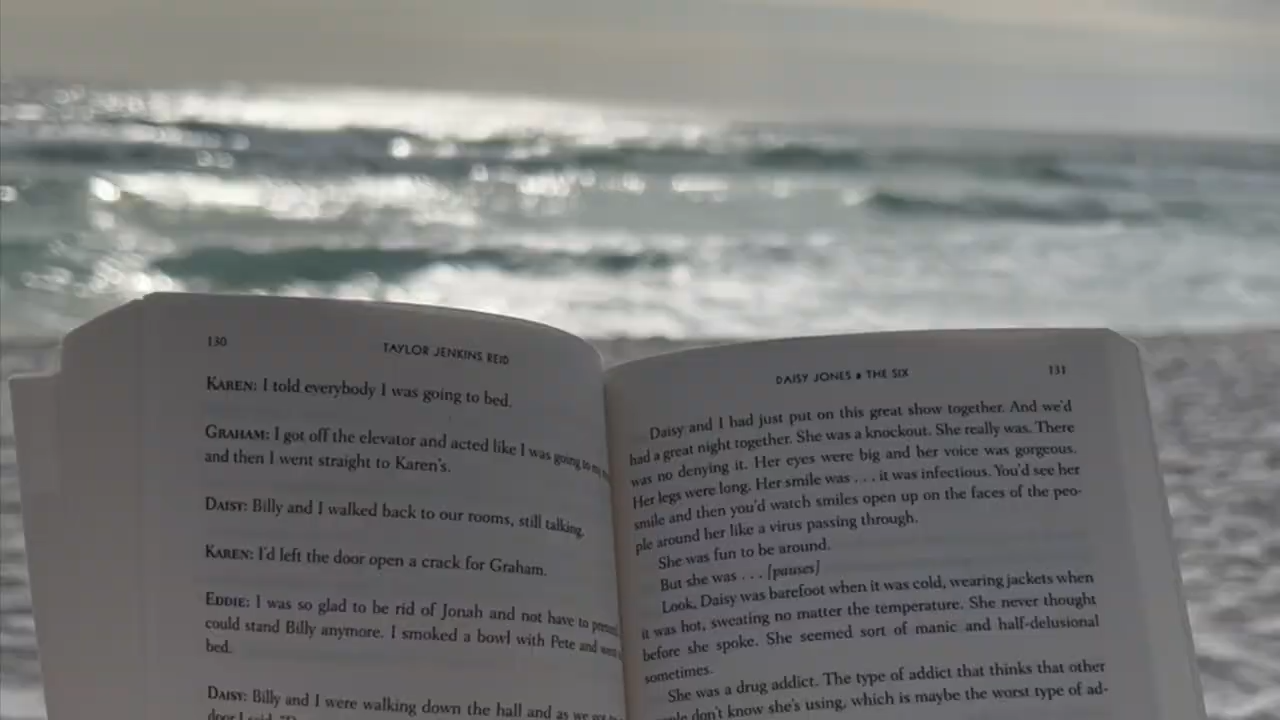 130
TAYLOR JENKINS REID
KAREN: I told everybody I was going to bed.
GRAHAM: I got off the elevator and acted like I was going to my
and then I went straight to Karen's.
DAISY: Billy and I walked back to our rooms, still talking.
KAREN: I'd left the door open a crack for Graham.
EDDIE: I was so glad to be rid of Jonah and not have to
could stand Billy anymore. I smoked a bowl with Pete and went
bed.
DAISY: Billy and I were walking down the hall and as we
door I said,
DAISY JONES & THE SIX
131
Daisy and I had just put on this great show together. And we'd
had a great night together. She was a knockout. She really was. There
was no denying it. Her eyes were big and her voice was gorgeous.
Her legs were long. Her smile was . . . it was infectious. You'd see her
smile and then you'd watch smiles open up on the faces of the peo-
ple around her like a virus passing through.
She was fun to be around.
But she was . . . [pauses]
Look, Daisy was barefoot when it was cold, wearing jackets when
it was hot, sweating no matter the temperature. She never thought
before she spoke. She seemed sort of manic and half-delusional
sometimes.
She was a drug addict. The type of addict that thinks that other
don't know she's using, which is maybe the worst type of ad-